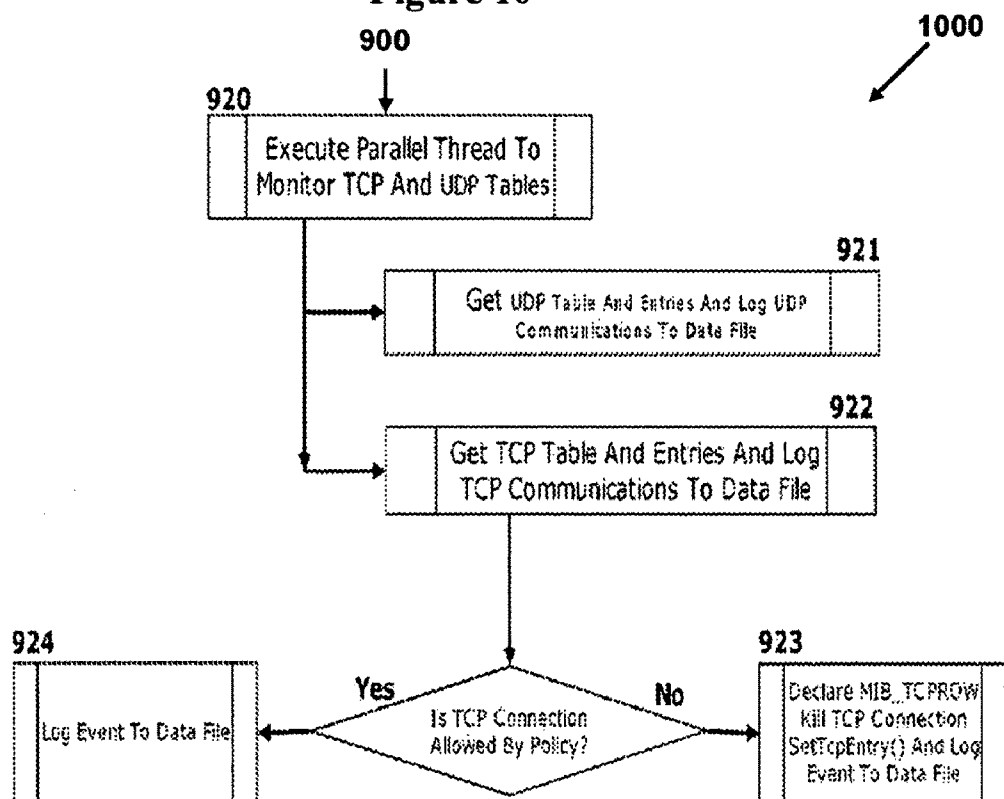 Figure 10
900
1000
920
Execute Parallel Thread To
Monitor TCP And UDP Tables
921
Get UDP Table And Entries And Log UDP
Communications To Data File
922
Get TCP Table And Entries And Log
TCP Communications To Data File
924
Log Event To Data File
Yes
Is TCP Connection
Allowed By Policy?
No
923
Declare MIB_TCPROW
Kill TCP Connection
SetTcpEntry() And Log
Event To Data File